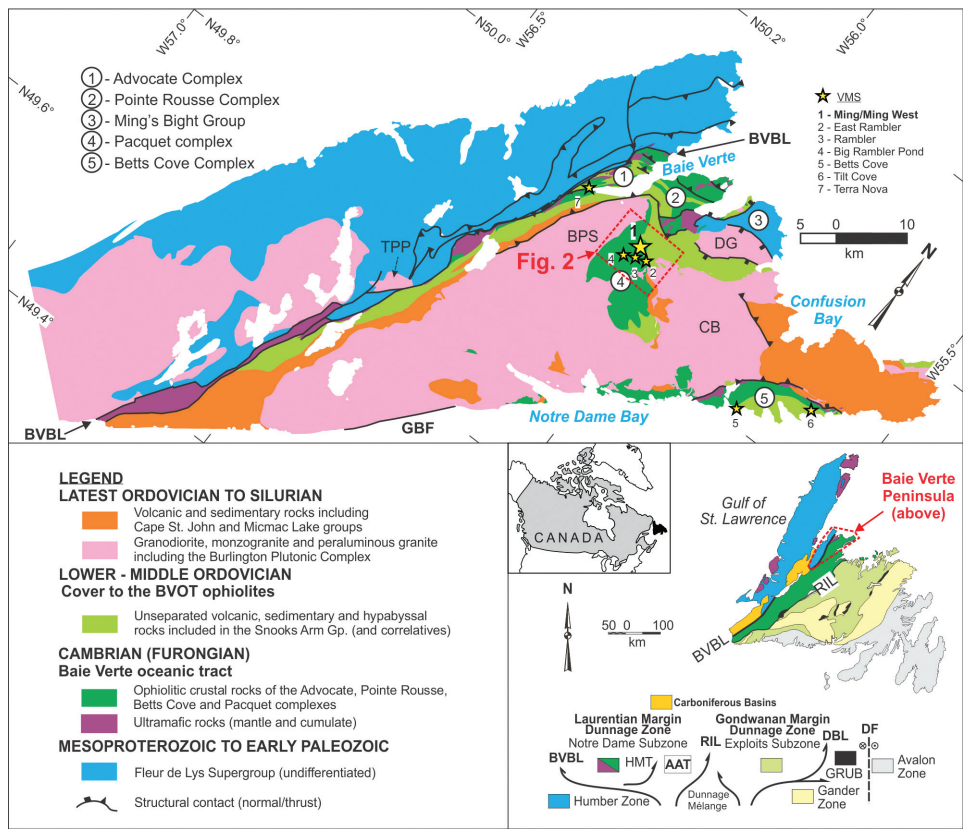 W57.0°
N49.8°
N50.0°
W56.5°
N50.2°
W56.0°
N49.6°
N49.4°
W55.5°
1 - Advocate Complex
2 - Pointe Rousse Complex
3 - Ming's Bight Group
4 - Pacquet complex
5 - Betts Cove Complex
VMS
1 - Ming/Ming West
2 - East Rambler
3 - Rambler
4 - Big Rambler Pond
5 - Betts Cove
6 - Tilt Cove
7 - Terra Nova
BVBL
Baie Verte
1
2
3
7
5 0 5 10
km
N
TPP
BPS
1
DG
Fig. 2
4
3
2
4
CB
Confusion
Bay
5
5
6
Notre Dame Bay
GBF
BVBL
LEGEND
LATEST ORDOVICIAN TO SILURIAN
Volcanic and sedimentary rocks including
Cape St. John and Micmac Lake groups
Granodiorite, monzogranite and peraluminous granite
including the Burlington Plutonic Complex
LOWER - MIDDLE ORDOVICIAN
Cover to the BVOT ophiolites
Unseparated volcanic, sedimentary and hypabyssal
rocks included in the Snooks Arm Gp. (and correlatives)
CAMBRIAN (FURONGIAN)
Baie Verte oceanic tract
Ophiolitic crustal rocks of the Advocate, Pointe Rousse,
Betts Cove and Pacquet complexes
Ultramafic rocks (mantle and cumulate)
MESOPROTEROZOIC TO EARLY PALEOZOIC
Fleur de Lys Supergroup (undifferentiated)
Structural contact (normal/thrust)
CANADA
Gulf of
St. Lawrence
Baie Verte
Peninsula
(above)
RIL
BVBL
N
50 0 100
km
Carboniferous Basins
Laurentian Margin
Dunnage Zone
Notre Dame Subzone
Gondwanan Margin
Dunnage Zone
Exploits Subzone
BVBL
HMT
AAT
RIL
DBL
DF
GRUB
Avalon
Zone
Dunnage
Mélange
Humber Zone
Gander
Zone